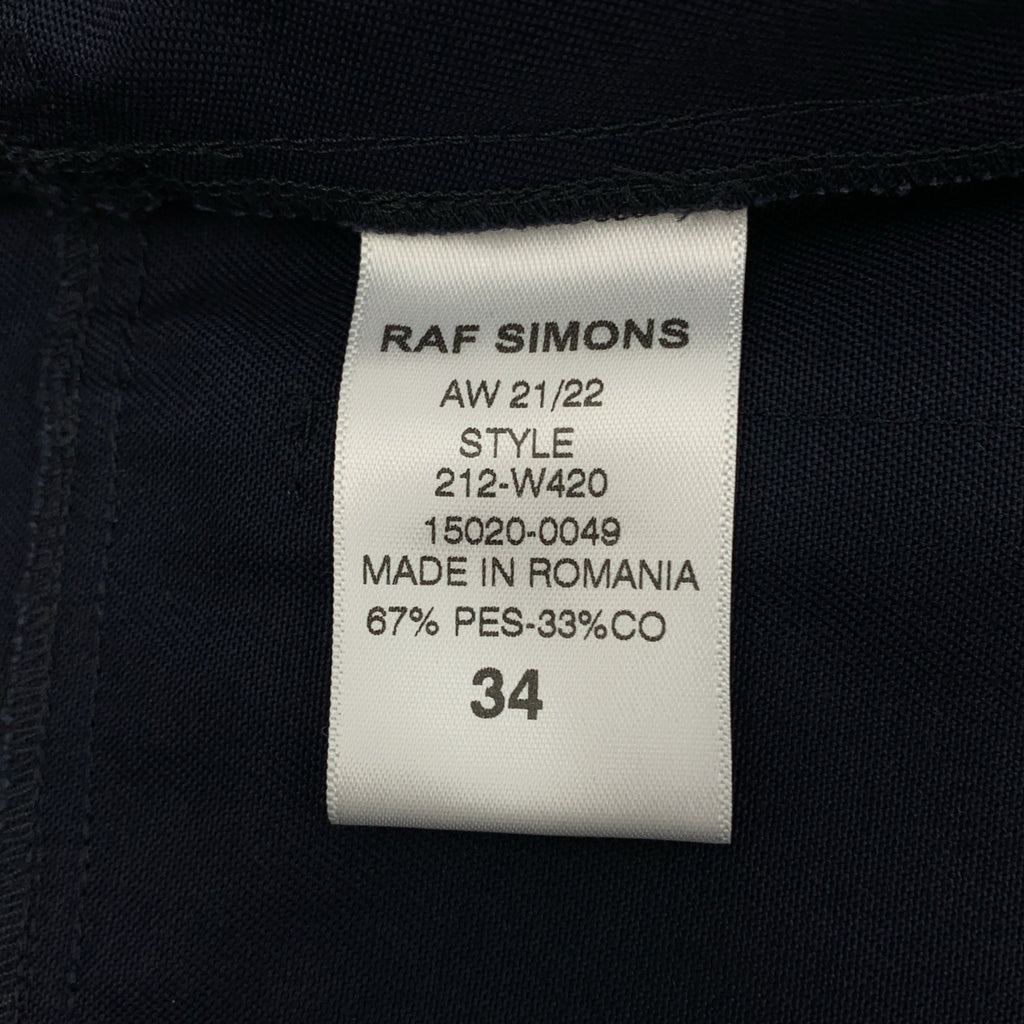 RAF SIMONS
AW 21/22
STYLE
212-W420
15020-0049
MADE IN ROMANIA
67% PES-33%CO
34